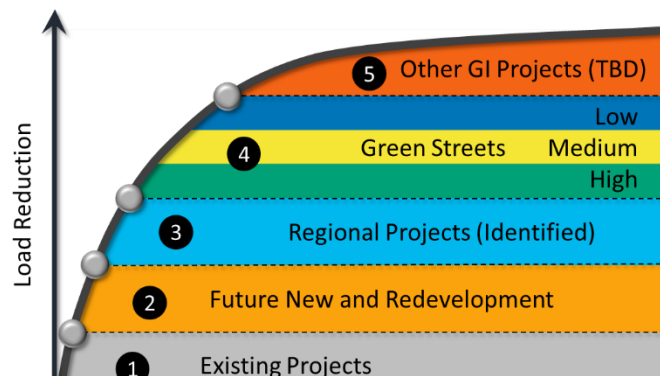 5 Other GI Projects (TBD)
Low
4 Green Streets Medium
High
3 Regional Projects (Identified)
2 Future New and Redevelopment
1 Existing Projects
Load Reduction